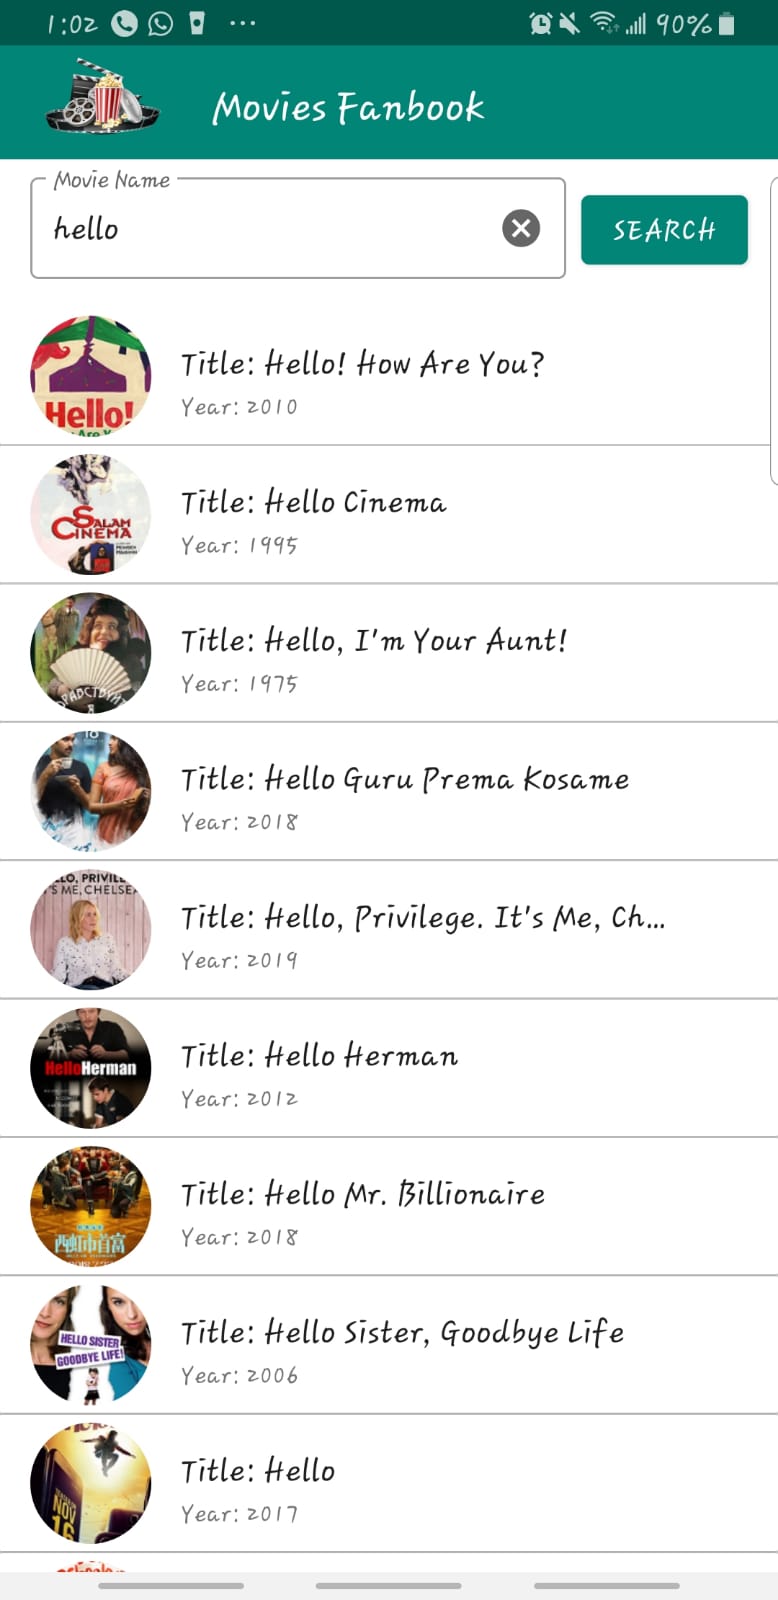 1:02 90%
Movies Fanbook
Movie Name
hello
SEARCH
Hello!
Title: Hello! How Are You?
Year: 2010
SALAM
CINEMA
Title: Hello Cinema
Year: 1995
Title: Hello, I'm Your Aunt!
Year: 1975
18
Title: Hello Guru Prema Kosame
Year: 2018
LO, PRIVILE
'S ME, CHELSEA
Title: Hello, Privilege. It's Me, Ch...
Year: 2019
HelloHerman
Title: Hello Herman
Year: 2012
西虹市首富
Title: Hello Mr. Billionaire
Year: 2018
HELLO SISTER
GOODBYE LIFE!
Title: Hello Sister, Goodbye Life
Year: 2006
NOV
16
Title: Hello
Year: 2017